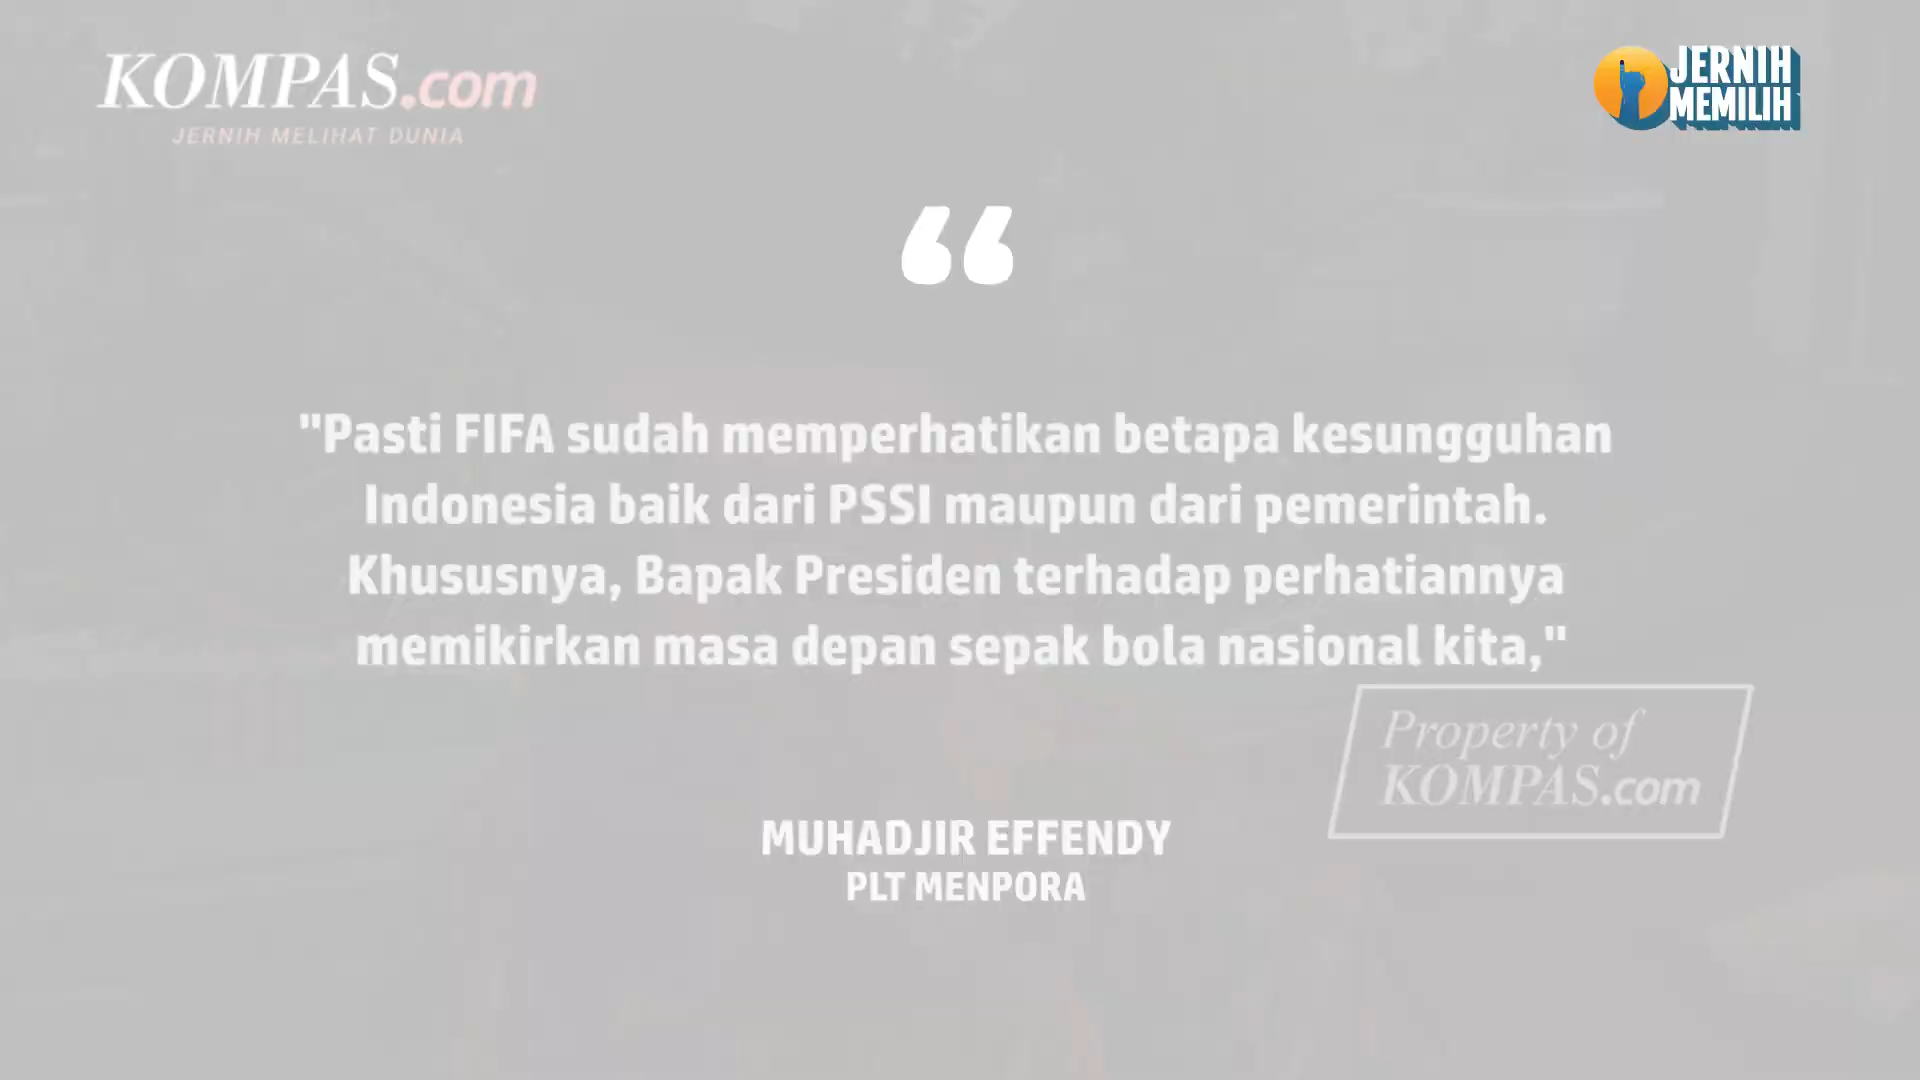 KOMPAS.com
JERNIH MELIHAT DUNIA
JERNIH
MEMILIH
"Pasti FIFA sudah memperhatikan betapa kesungguhan
Indonesia baik dari PSSI maupun dari pemerintah.
Khususnya, Bapak Presiden terhadap perhatiannya
memikirkan masa depan sepak bola nasional kita,"
Property of
KOMPAS.com
MUHADJIR EFFENDY
PLT MENPORA